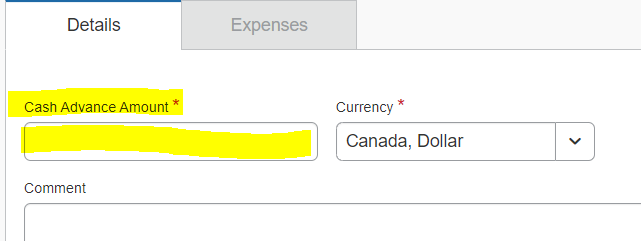 Details Expenses
Cash Advance Amount * Currency *
Canada, Dollar
Comment